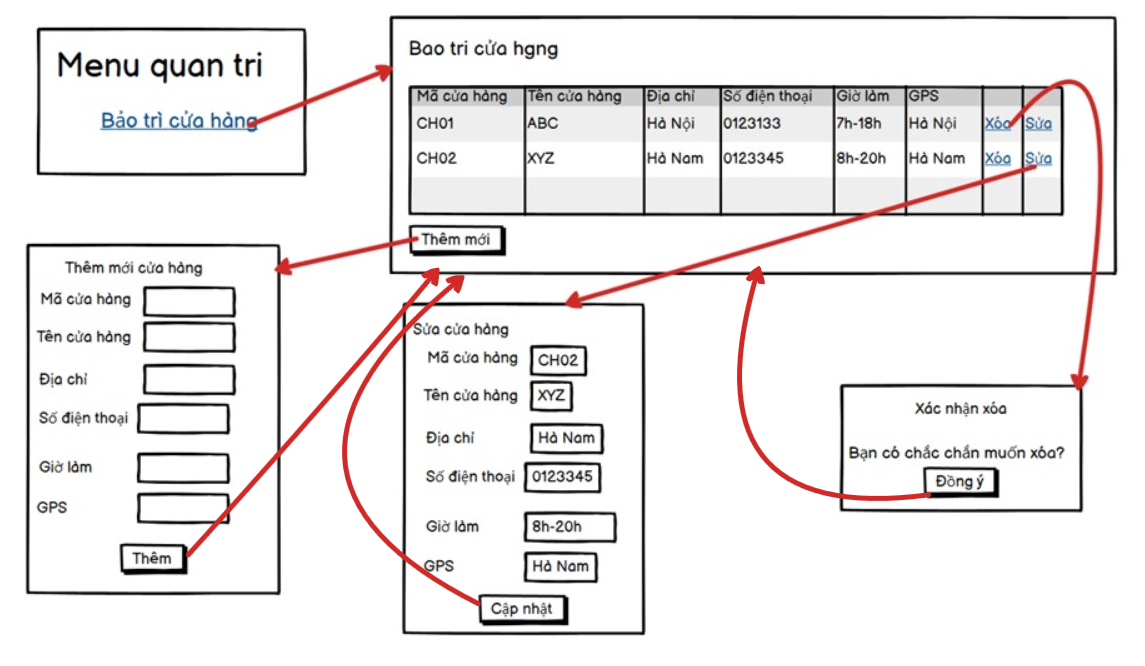 Menu quan tri
Bảo trì cửa hàng
Bao tri cửa hgng
Mã cửa hàng Tên cửa hàng Địa chỉ Số điện thoại Giờ làm GPS
CH01 ABC Hà Nội 0123133 7h-18h Hà Nội Xóa Sửa
CH02 XYZ Hà Nam 0123345 8h-20h Hà Nam Xóa Sửa
Thêm mới
Thêm mới cửa hàng
Mã cửa hàng
Tên cửa hàng
Địa chỉ
Số điện thoại
Giờ làm
GPS
Thêm
Sửa cửa hàng
Mã cửa hàng CH02
Tên cửa hàng XYZ
Địa chỉ Hà Nam
Số điện thoại 0123345
Giờ làm 8h-20h
GPS Hà Nam
Cập nhật
Xác nhận xóa
Bạn có chắc chắn muốn xóa?
Đồng ý